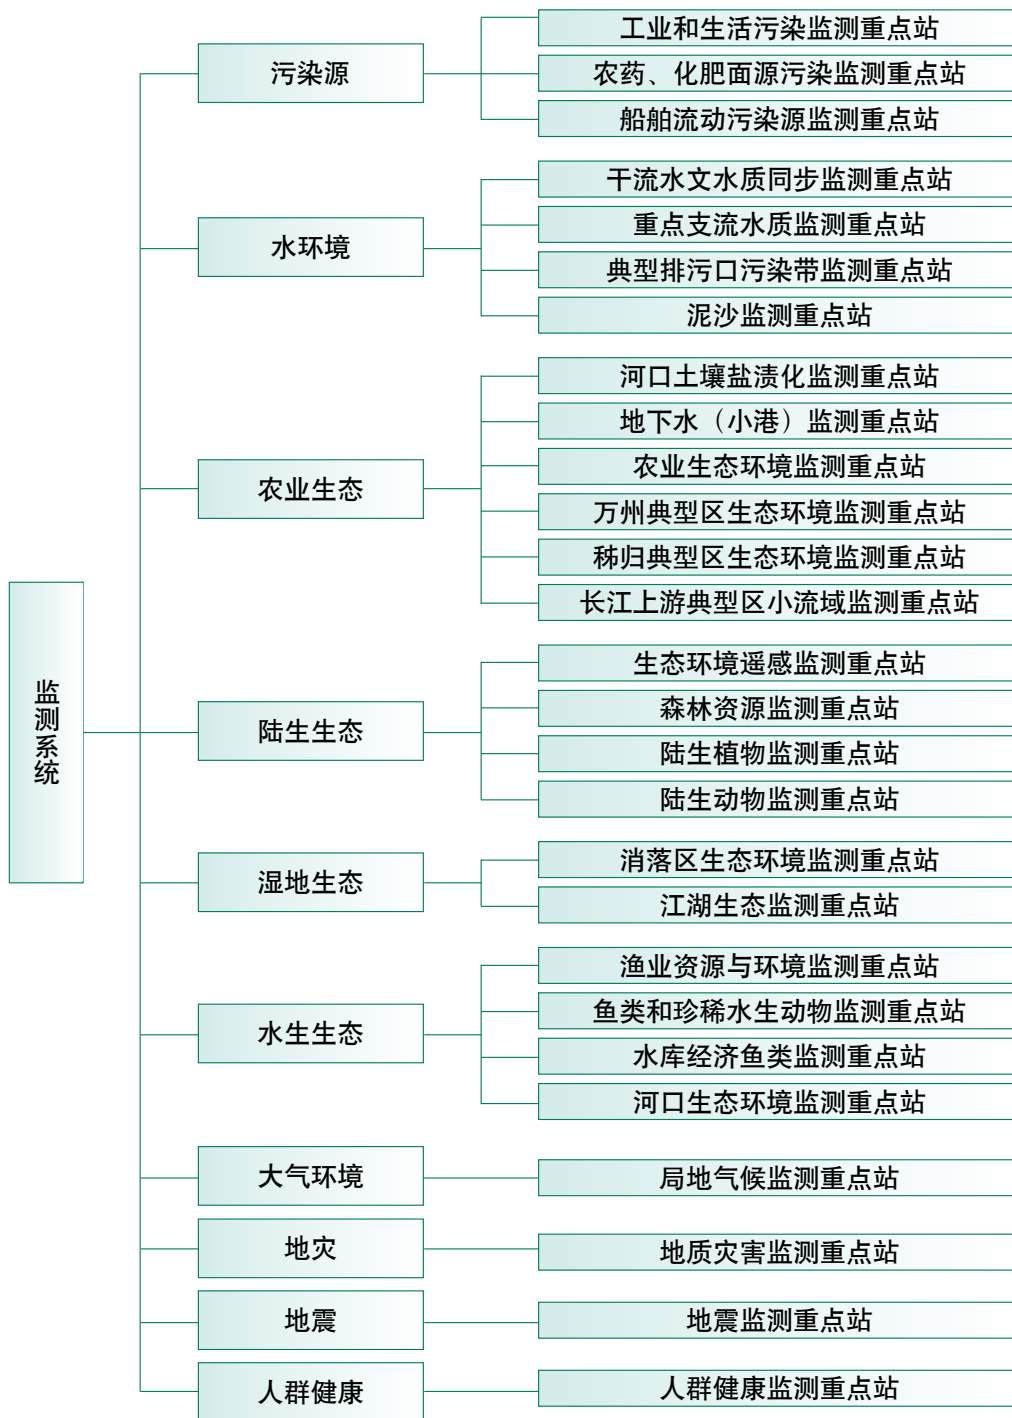 监测系统
污染源
工业和生活污染监测重点站
农药、化肥面源污染监测重点站
船舶流动污染源监测重点站
水环境
干流水文水质同步监测重点站
重点支流水质监测重点站
典型排污口污染带监测重点站
泥沙监测重点站
农业生态
河口土壤盐渍化监测重点站
地下水（小港）监测重点站
农业生态环境监测重点站
万州典型区生态环境监测重点站
秭归典型区生态环境监测重点站
长江上游典型区小流域监测重点站
陆生生态
生态环境遥感监测重点站
森林资源监测重点站
陆生植物监测重点站
陆生动物监测重点站
湿地生态
消落区生态环境监测重点站
江湖生态监测重点站
水生生态
渔业资源与环境监测重点站
鱼类和珍稀水生动物监测重点站
水库经济鱼类监测重点站
河口生态环境监测重点站
大气环境
局地气候监测重点站
地灾
地质灾害监测重点站
地震
地震监测重点站
人群健康
人群健康监测重点站